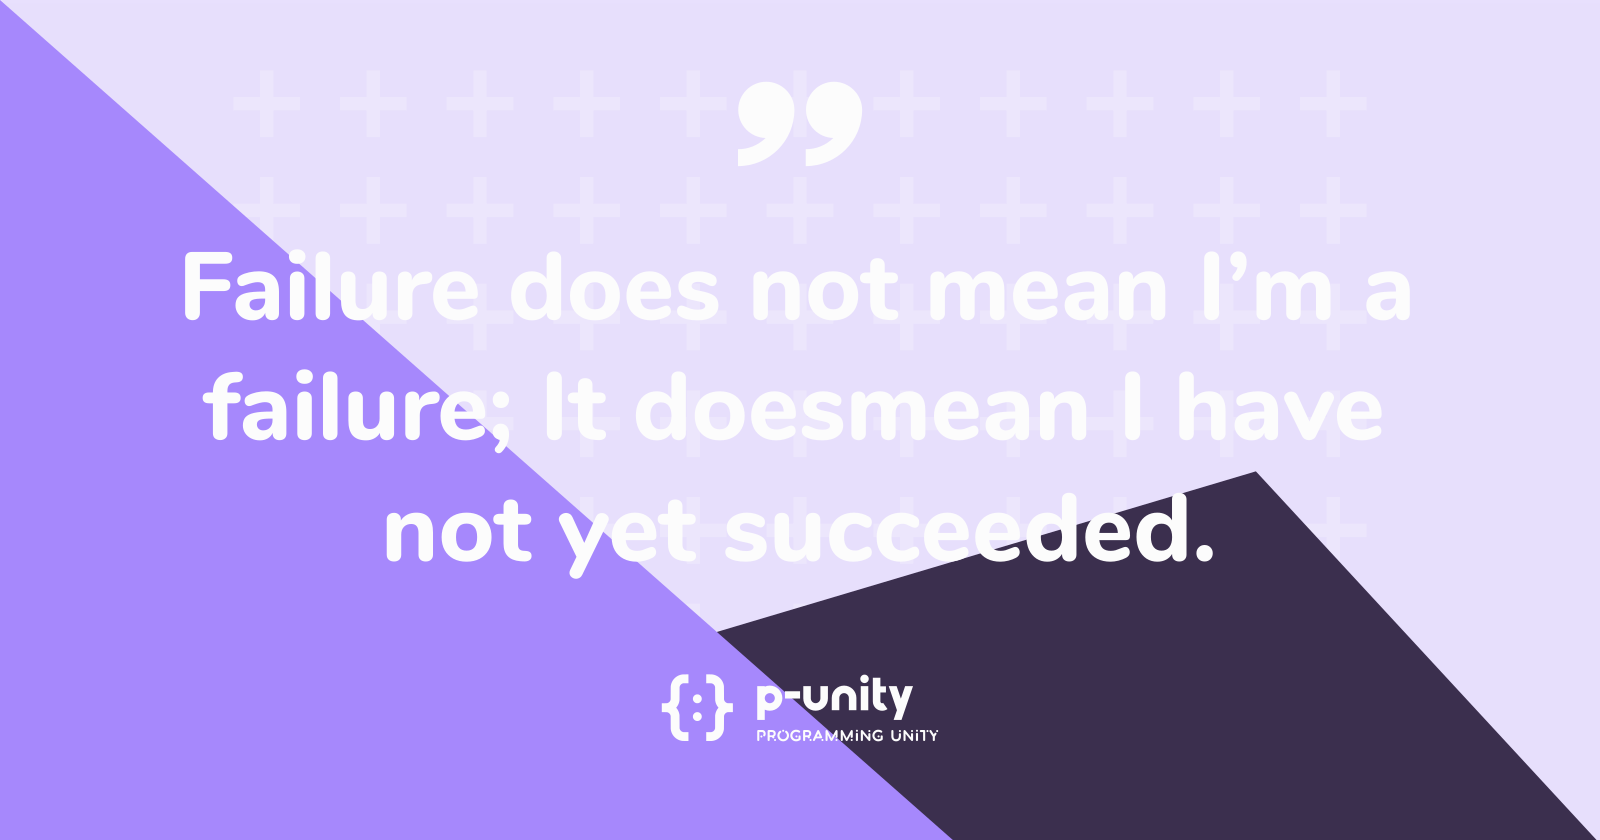 ”
Failure does not mean I’m a
failure; It doesmean I have
not yet succeeded.
{:} p-unity
PROGRAMMiNG UNiTY